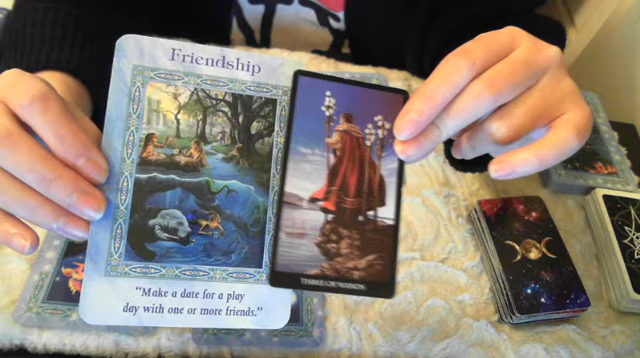 Friendship
THREE OF WANDS
"Make a date for a play
day with one or more friends."